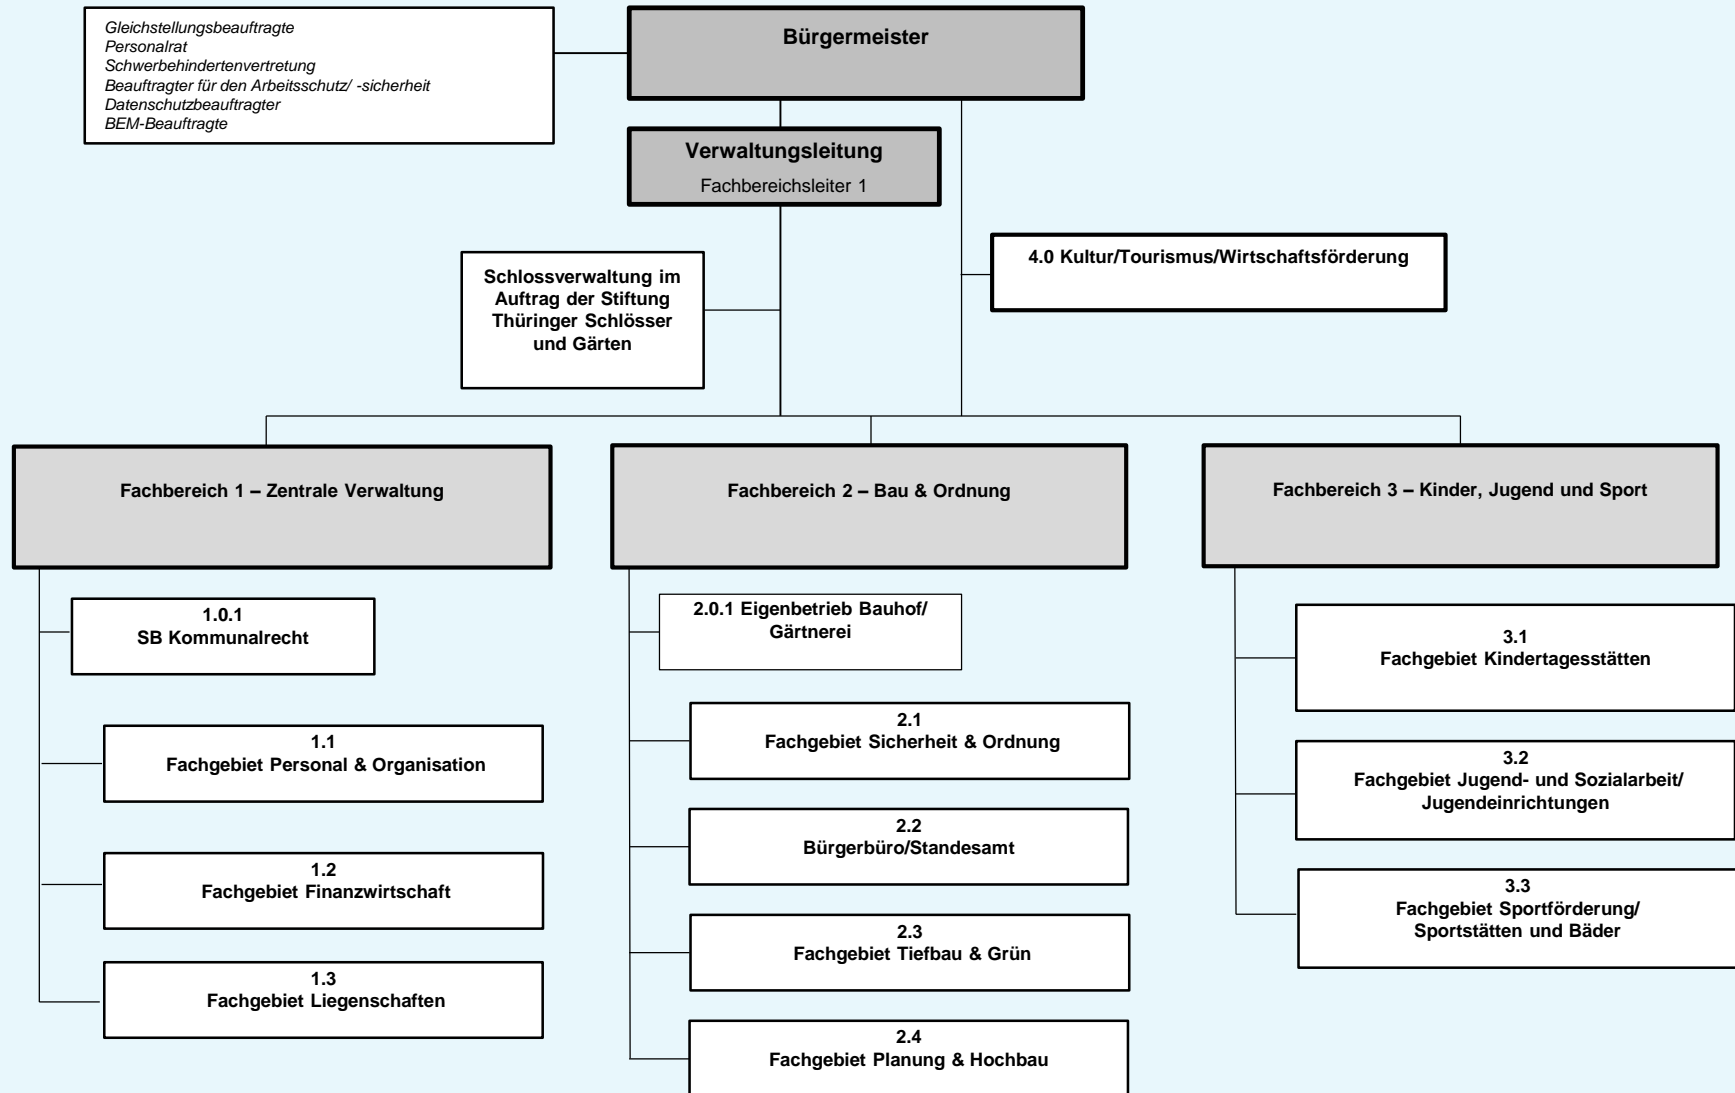 Gleichstellungsbeauftragte
Personalrat
Schwerbehindertenvertretung
Beauftragter für den Arbeitsschutz/ -sicherheit
Datenschutzbeauftragter
BEM-Beauftragte
Bürgermeister
Verwaltungsleitung
Fachbereichsleiter 1
Schlossverwaltung im
Auftrag der Stiftung
Thüringer Schlösser
und Gärten
4.0 Kultur/Tourismus/Wirtschaftsförderung
Fachbereich 1 – Zentrale Verwaltung
1.0.1
SB Kommunalrecht
1.1
Fachgebiet Personal & Organisation
1.2
Fachgebiet Finanzwirtschaft
1.3
Fachgebiet Liegenschaften
Fachbereich 2 – Bau & Ordnung
2.0.1 Eigenbetrieb Bauhof/
Gärtnerei
2.1
Fachgebiet Sicherheit & Ordnung
2.2
Bürgerbüro/Standesamt
2.3
Fachgebiet Tiefbau & Grün
2.4
Fachgebiet Planung & Hochbau
Fachbereich 3 – Kinder, Jugend und Sport
3.1
Fachgebiet Kindertagesstätten
3.2
Fachgebiet Jugend- und Sozialarbeit/
Jugendeinrichtungen
3.3
Fachgebiet Sportförderung/
Sportstätten und Bäder